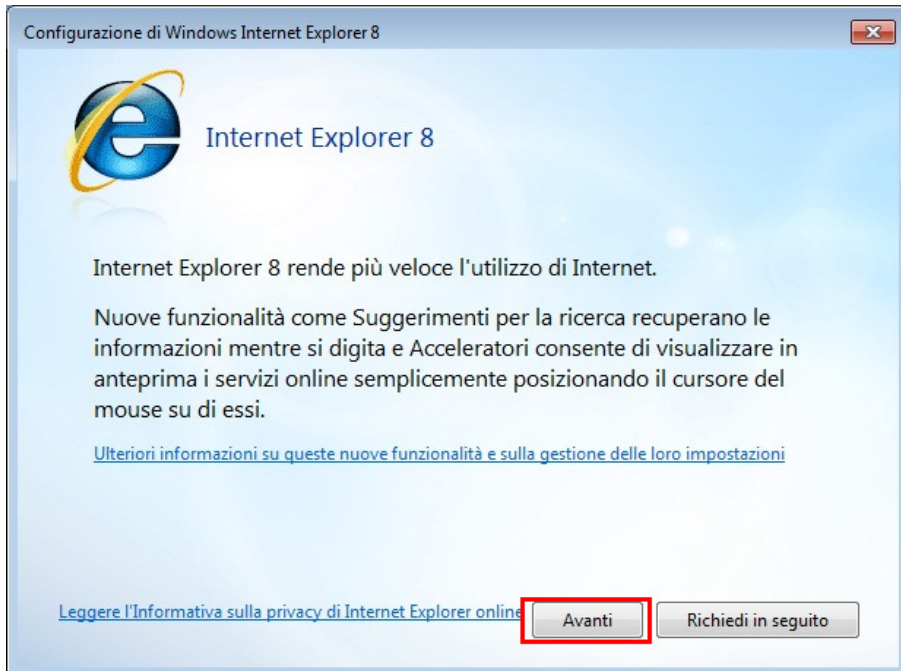 Configurazione di Windows Internet Explorer 8
Internet Explorer 8
Internet Explorer 8 rende più veloce l'utilizzo di Internet.
Nuove funzionalità come Suggerimenti per la ricerca recuperano le
informazioni mentre si digita e Acceleratori consente di visualizzare in
anteprima i servizi online semplicemente posizionando il cursore del
mouse su di essi.
Ulteriori informazioni su queste nuove funzionalità e sulla gestione delle loro impostazioni
Leggere l'Informativa sulla privacy di Internet Explorer online
Avanti
Richiedi in seguito